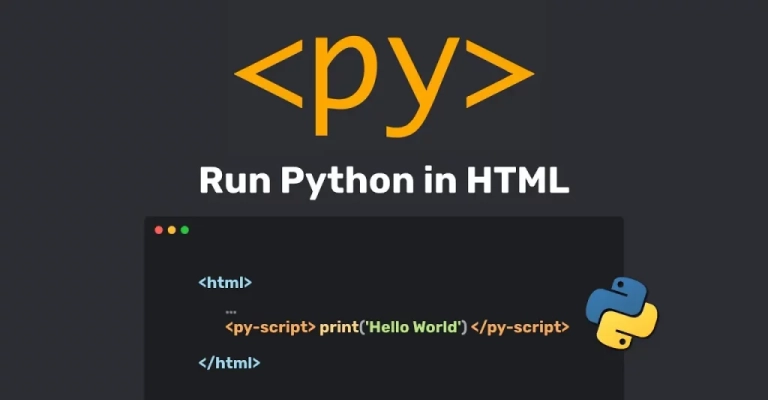 <py>
Run Python in HTML
<html>
...
<py-script> print('Hello World') </py-script>
</html>